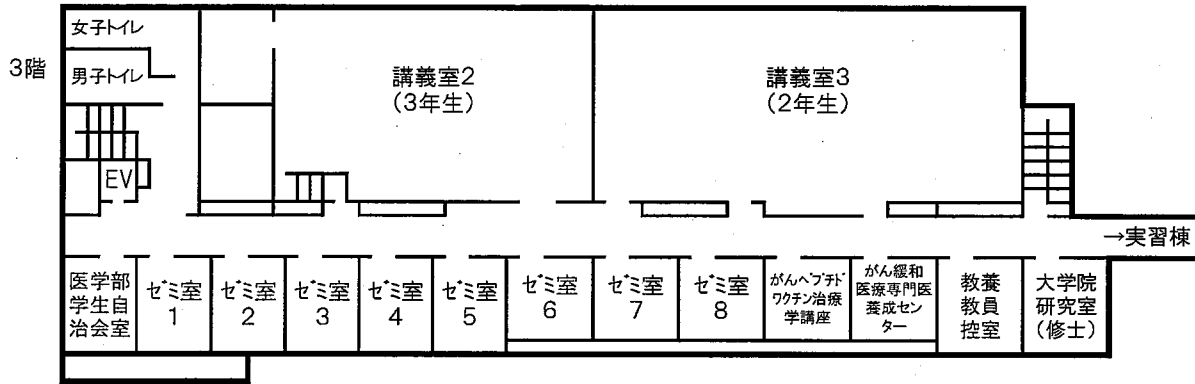 女子トイレ
3階
男子トイレ
講義室2
（3年生）
講義室3
（2年生）
EV
→実習棟
医学部
学生自
治会室
ゼミ室
1
ゼミ室
2
ゼミ室
3
ゼミ室
4
ゼミ室
5
ゼミ室
6
ゼミ室
7
ゼミ室
8
がんペプチド
ワクチン治療
学講座
がん緩和
医療専門医
養成セン
ター
教養
教員
控室
大学院
研究室
（修士）